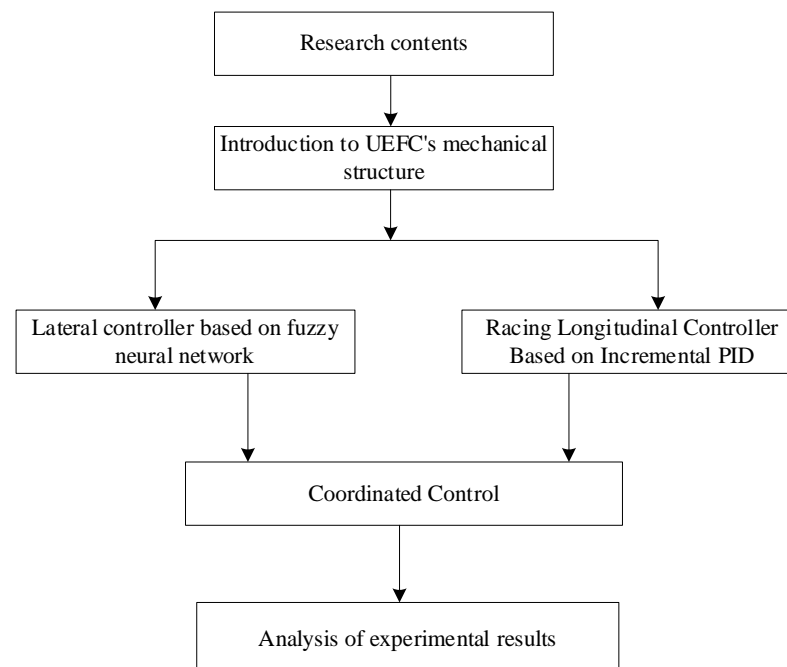 Research contents
Introduction to UEFC's mechanical
structure
Lateral controller based on fuzzy
neural network
Racing Longitudinal Controller
Based on Incremental PID
Coordinated Control
Analysis of experimental results